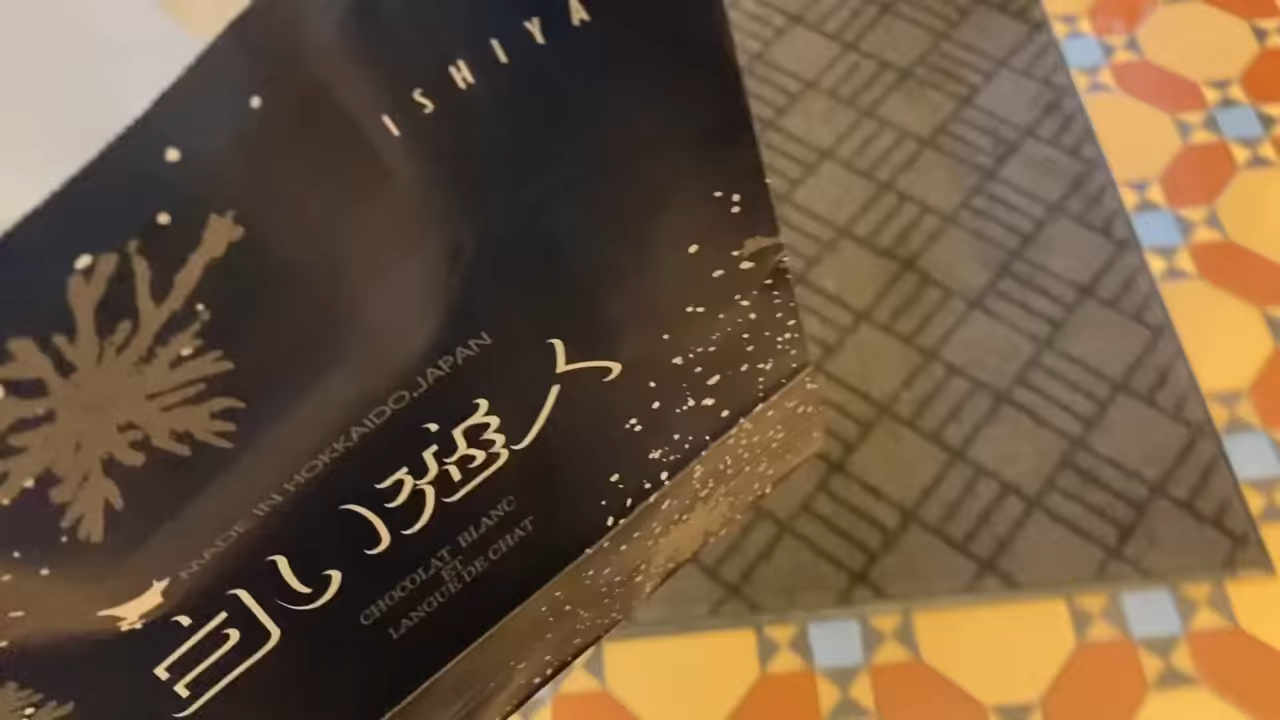 ISHIYA
MADE IN HOKKAIDO, JAPAN
白い恋人
CHOCOLAT BLANC
ET
LANGUE DE CHAT